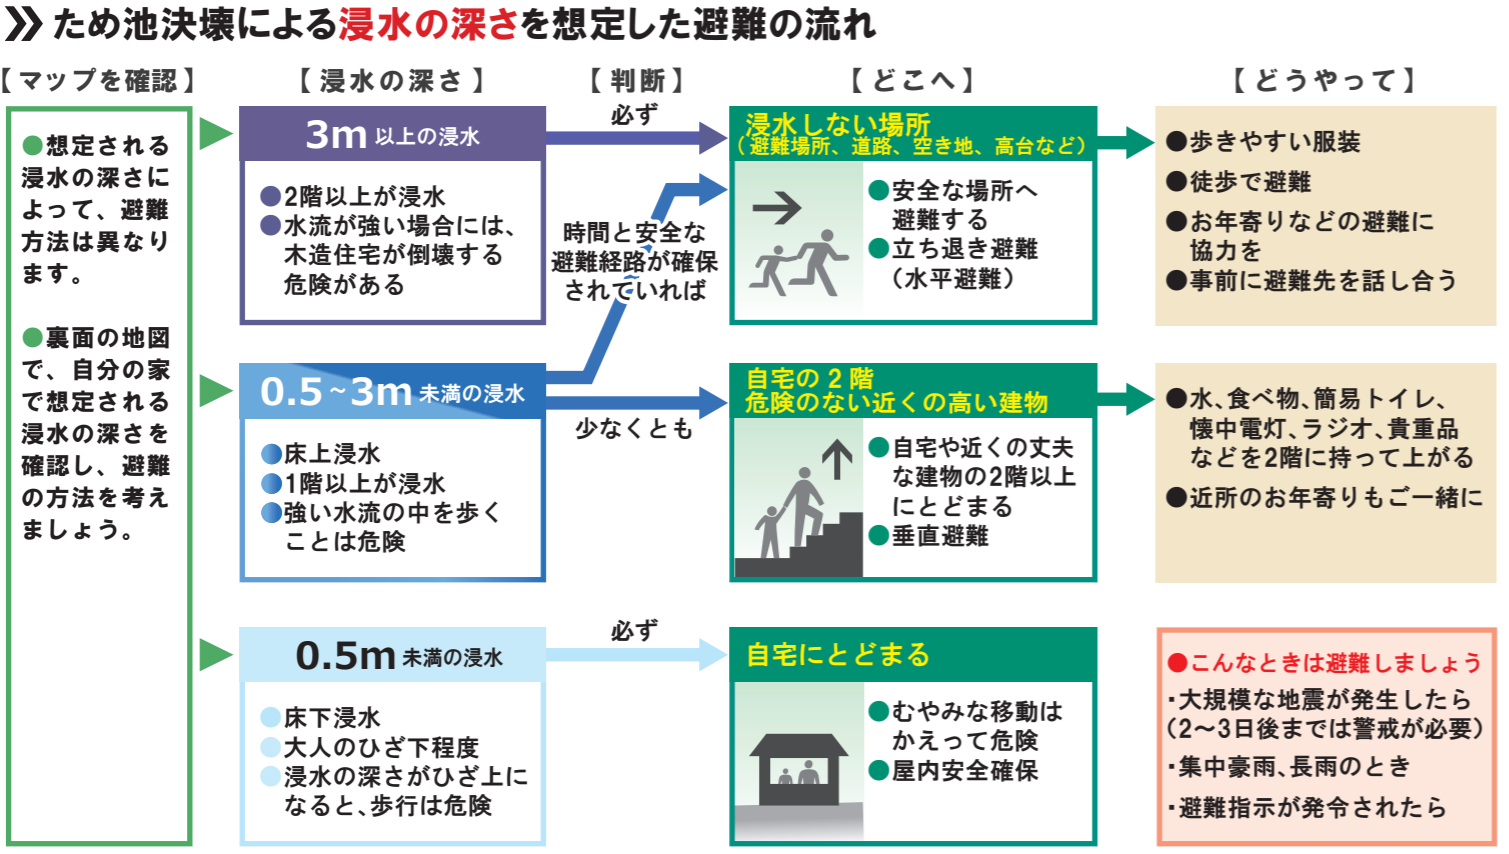 ため池決壊による浸水の深さを想定した避難の流れ
【マップを確認】
【浸水の深さ】
【判断】
【どこへ】
【どうやって】
●想定される
浸水の深さに
よって、避難
方法は異なり
ます。
●裏面の地図
で、自分の家
で想定される
浸水の深さを
確認し、避難
の方法を考え
ましょう。
3m 以上の浸水
●2階以上が浸水
●水流が強い場合には、
木造住宅が倒壊する
危険がある
必ず
浸水しない場所
(避難場所、道路、空き地、高台など)
●安全な場所へ
避難する
●立ち退き避難
(水平避難)
●歩きやすい服装
●徒歩で避難
●お年寄りなどの避難に
協力を
●事前に避難先を話し合う
時間と安全な
避難経路が確保
されていれば
0.5~3m 未満の浸水
●床上浸水
●1階以上が浸水
●強い水流の中を歩く
ことは危険
少なくとも
自宅の2階
危険のない近くの高い建物
●自宅や近くの丈夫
な建物の2階以上
にとどまる
●垂直避難
●水、食べ物、簡易トイレ、
懐中電灯、ラジオ、貴重品
などを2階に持って上がる
●近所のお年寄りもご一緒に
0.5m 未満の浸水
●床下浸水
●大人のひざ下程度
●浸水の深さがひざ上に
なると、歩行は危険
必ず
自宅にとどまる
●むやみな移動は
かえって危険
●屋内安全確保
●こんなときは避難しましょう
・大規模な地震が発生したら
(2〜3日後までは警戒が必要)
・集中豪雨、長雨のとき
・避難指示が発令されたら